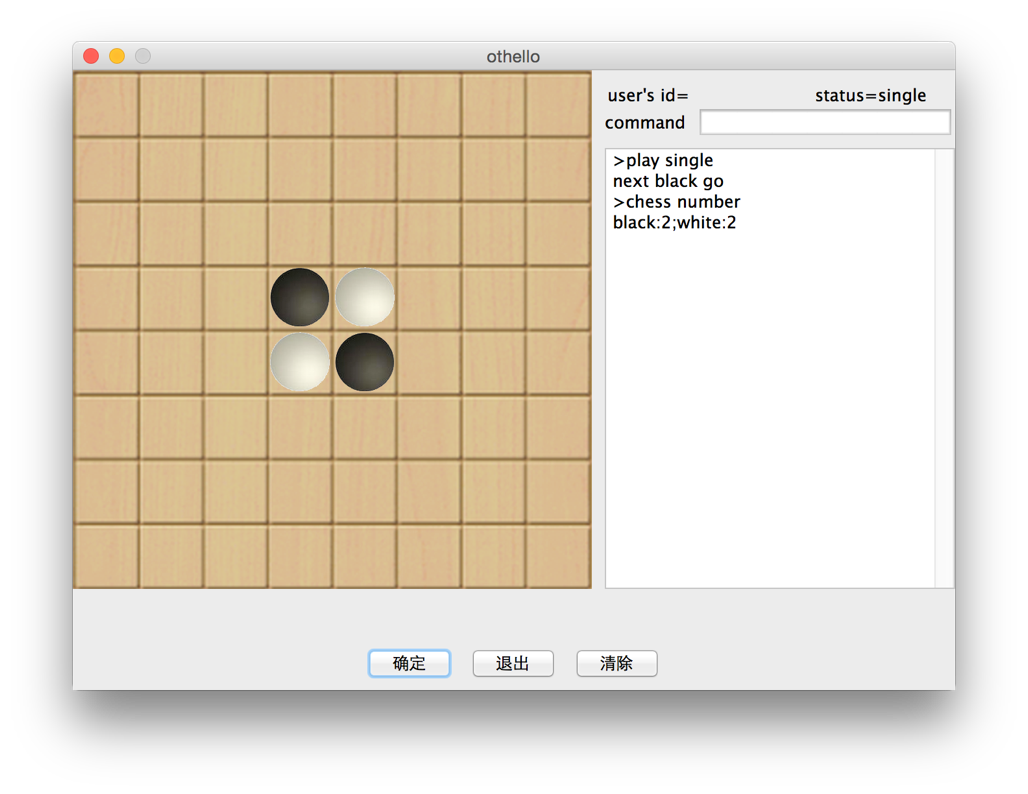 othello
user's id= status=single
command
>play single
next black go
>chess number
black:2;white:2
确定 退出 清除